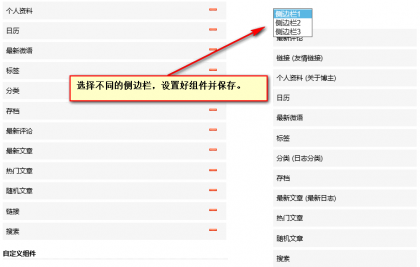 个人资料
日历
最新微语
标签
分类
存档
最新评论
最新文章
热门文章
随机文章
链接
搜索
自定义组件
选择不同的侧边栏，设置好组件并保存。
侧边栏1
侧边栏2
侧边栏3
最新评论
链接 (友情链接)
个人资料 (关于博主)
日历
最新微语
标签
分类 (日志分类)
存档
最新文章 (最新日志)
热门文章
随机文章
搜索